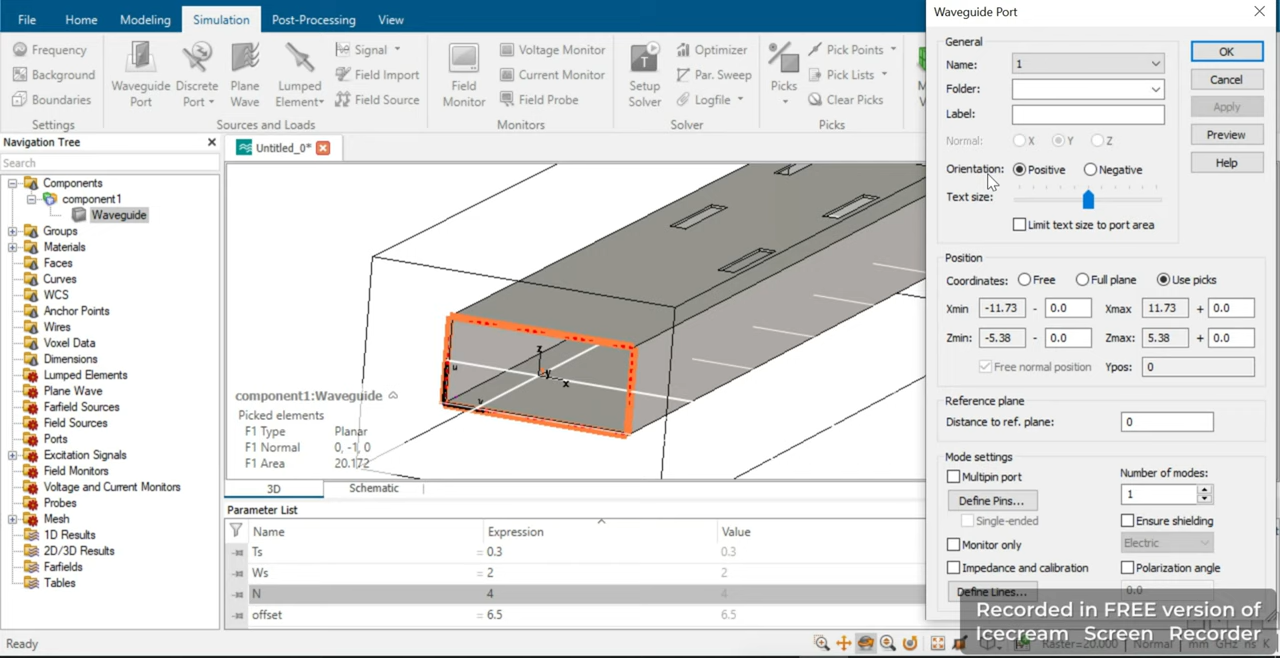 File Home Modeling Simulation Post-Processing View
Frequency
Background
Boundaries
Settings
Waveguide Port
Discrete Port
Plane Wave
Lumped Element
Signal
Field Import
Field Source
Sources and Loads
Field Monitor
Voltage Monitor
Current Monitor
Field Probe
Monitors
Setup Solver
Optimizer
Par. Sweep
Logfile
Solver
Picks
Pick Points
Pick Lists
Clear Picks
Picks
Navigation Tree
Search
Components
component1
Waveguide
Groups
Materials
Faces
Curves
WCS
Anchor Points
Wires
Voxel Data
Dimensions
Lumped Elements
Plane Wave
Farfield Sources
Field Sources
Ports
Excitation Signals
Field Monitors
Voltage and Current Monitors
Probes
Mesh
1D Results
2D/3D Results
Farfields
Tables
Untitled_0*
z
y
x
u
v
component1:Waveguide
Picked elements
F1 Type Planar
F1 Normal 0, -1, 0
F1 Area 20.172
3D Schematic
Parameter List
Name Expression Value
Ts = 0.3 0.3
Ws = 2 2
N = 4 4
offset = 6.5 6.5
Waveguide Port
General
Name: 1
Folder:
Label:
Normal: X Y Z
Orientation: Positive Negative
Text size:
Limit text size to port area
OK
Cancel
Apply
Preview
Help
Position
Coordinates: Free Full plane Use picks
Xmin -11.73 - 0.0 Xmax 11.73 + 0.0
Zmin: -5.38 - 0.0 Zmax: 5.38 + 0.0
Free normal position Ypos: 0
Reference plane
Distance to ref. plane: 0
Mode settings
Multipin port
Define Pins...
Single-ended
Monitor only
Impedance and calibration
Define Lines...
Number of modes:
1
Ensure shielding
Electric
Polarization angle
0.0
Recorded in FREE version of
Icecream Screen Recorder
Ready
Raster=20.000 Normal mm GHz ns K